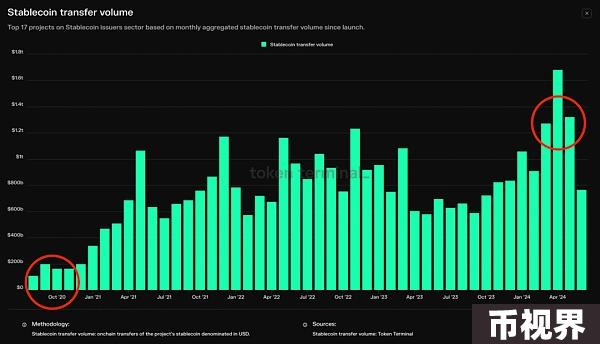 Stablecoin transfer volume
Top 17 projects on Stablecoin issuers sector based on monthly aggregated stablecoin transfer volume since launch.
Stablecoin transfer volume
$1.8t
$1.6t
$1.4t
$1.2t
$1t
$800b
$600b
$400b
$200b
$0
token terminal
Oct '20 Jan '21 Apr '21 Jul '21 Oct '21 Jan '22 Apr '22 Jul '22 Oct '22 Jan '23 Apr '23 Jul '23 Oct '23 Jan '24 Apr '24
Methodology: Sources:
Stablecoin transfer volume: onchain transfers of the project's stablecoin denominated in USD. Stablecoin transfer volume: Token Terminal
币视界